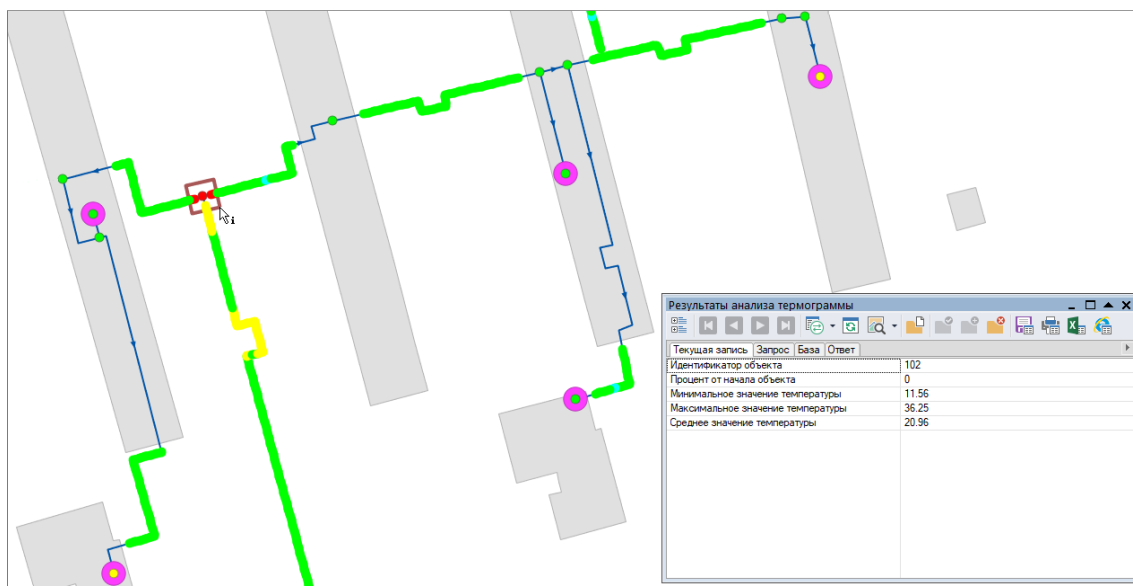 Результаты анализа термограммы
Текущая запись Запрос База Ответ
Идентификатор объекта 102
Процент от начала объекта 0
Минимальное значение температуры 11.56
Максимальное значение температуры 36.25
Среднее значение температуры 20.96